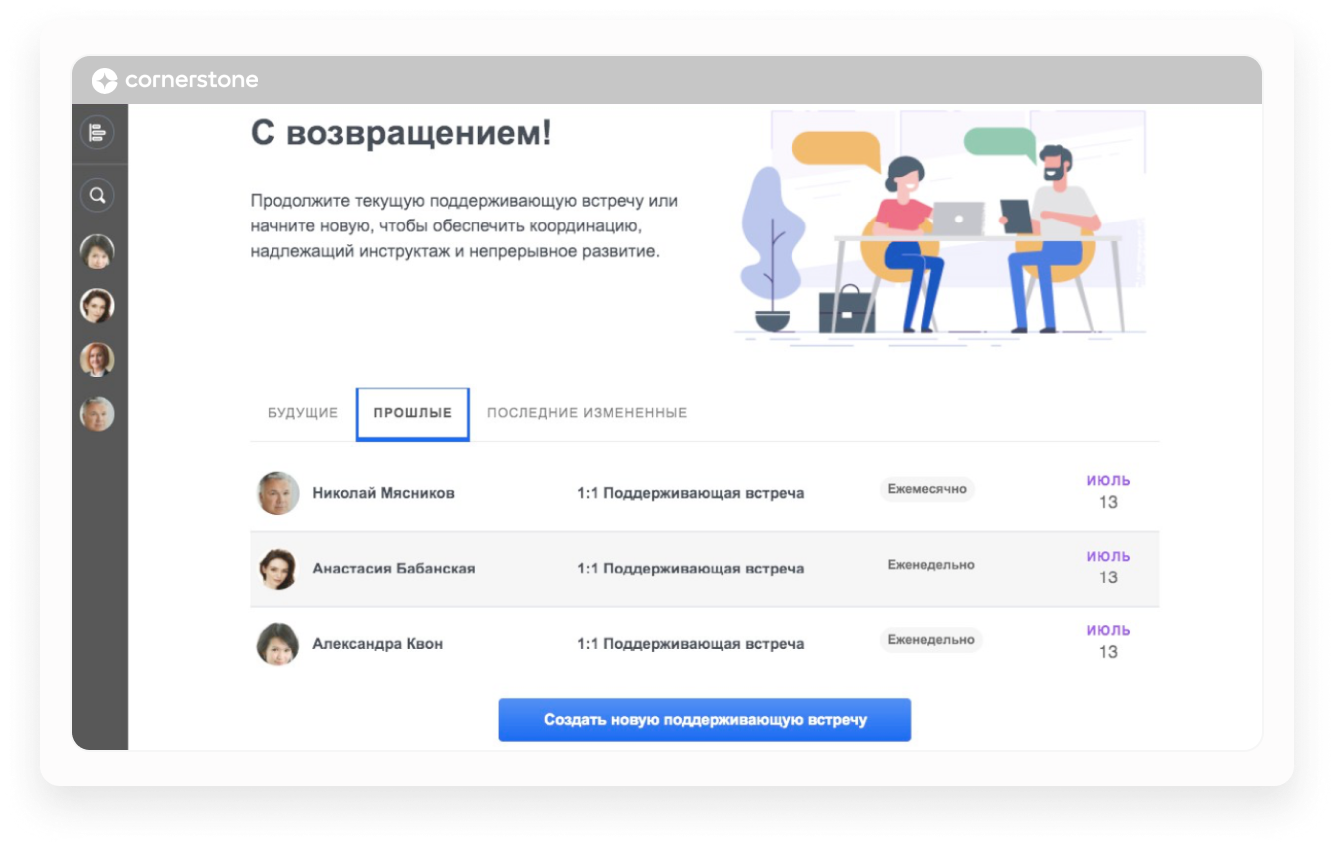 cornerstone
С возвращением!
Продолжите текущую поддерживающую встречу или
начните новую, чтобы обеспечить координацию,
надлежащий инструктаж и непрерывное развитие.
БУДУЩИЕ ПРОШЛЫЕ ПОСЛЕДНИЕ ИЗМЕНЕННЫЕ
Николай Мясников 1:1 Поддерживающая встреча Ежемесячно ИЮЛЬ
13
Анастасия Бабанская 1:1 Поддерживающая встреча Еженедельно ИЮЛЬ
13
Александра Квон 1:1 Поддерживающая встреча Еженедельно ИЮЛЬ
13
Создать новую поддерживающую встречу